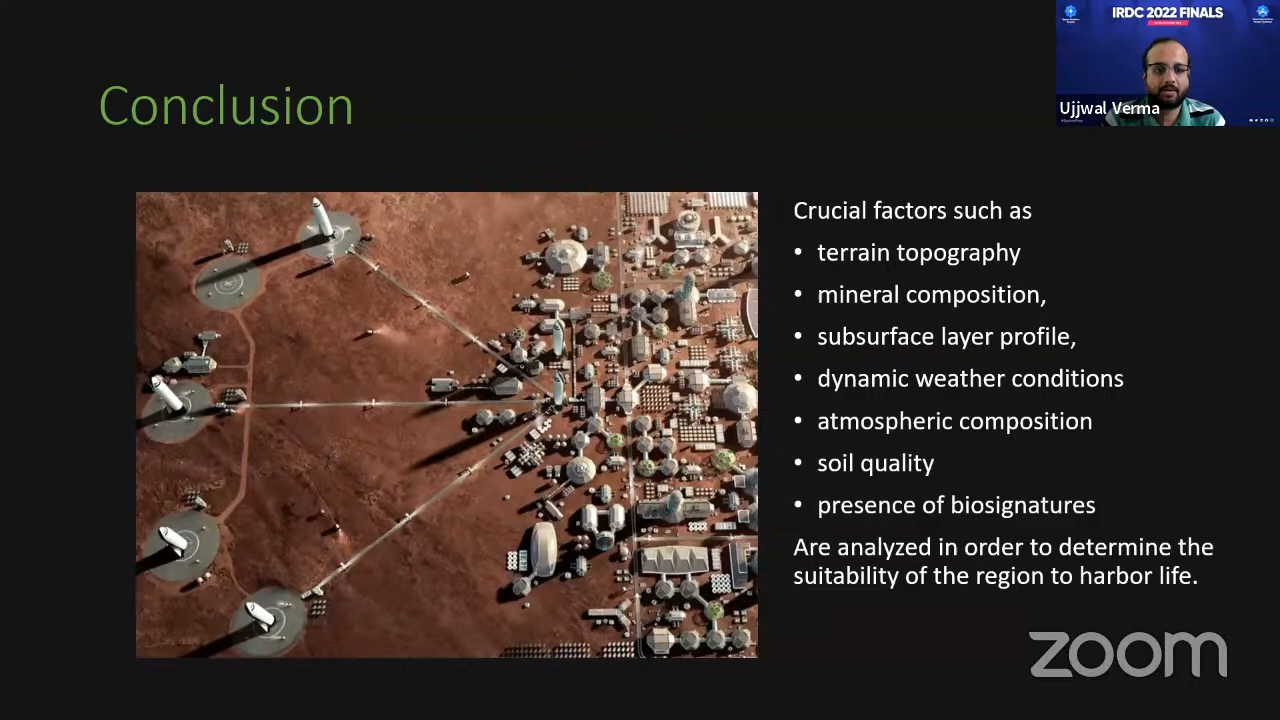 IRDC 2022 FINALS
Ujjwal Verma
Conclusion
Crucial factors such as
• terrain topography
• mineral composition,
• subsurface layer profile,
• dynamic weather conditions
• atmospheric composition
• soil quality
• presence of biosignatures
Are analyzed in order to determine the
suitability of the region to harbor life.
zoom